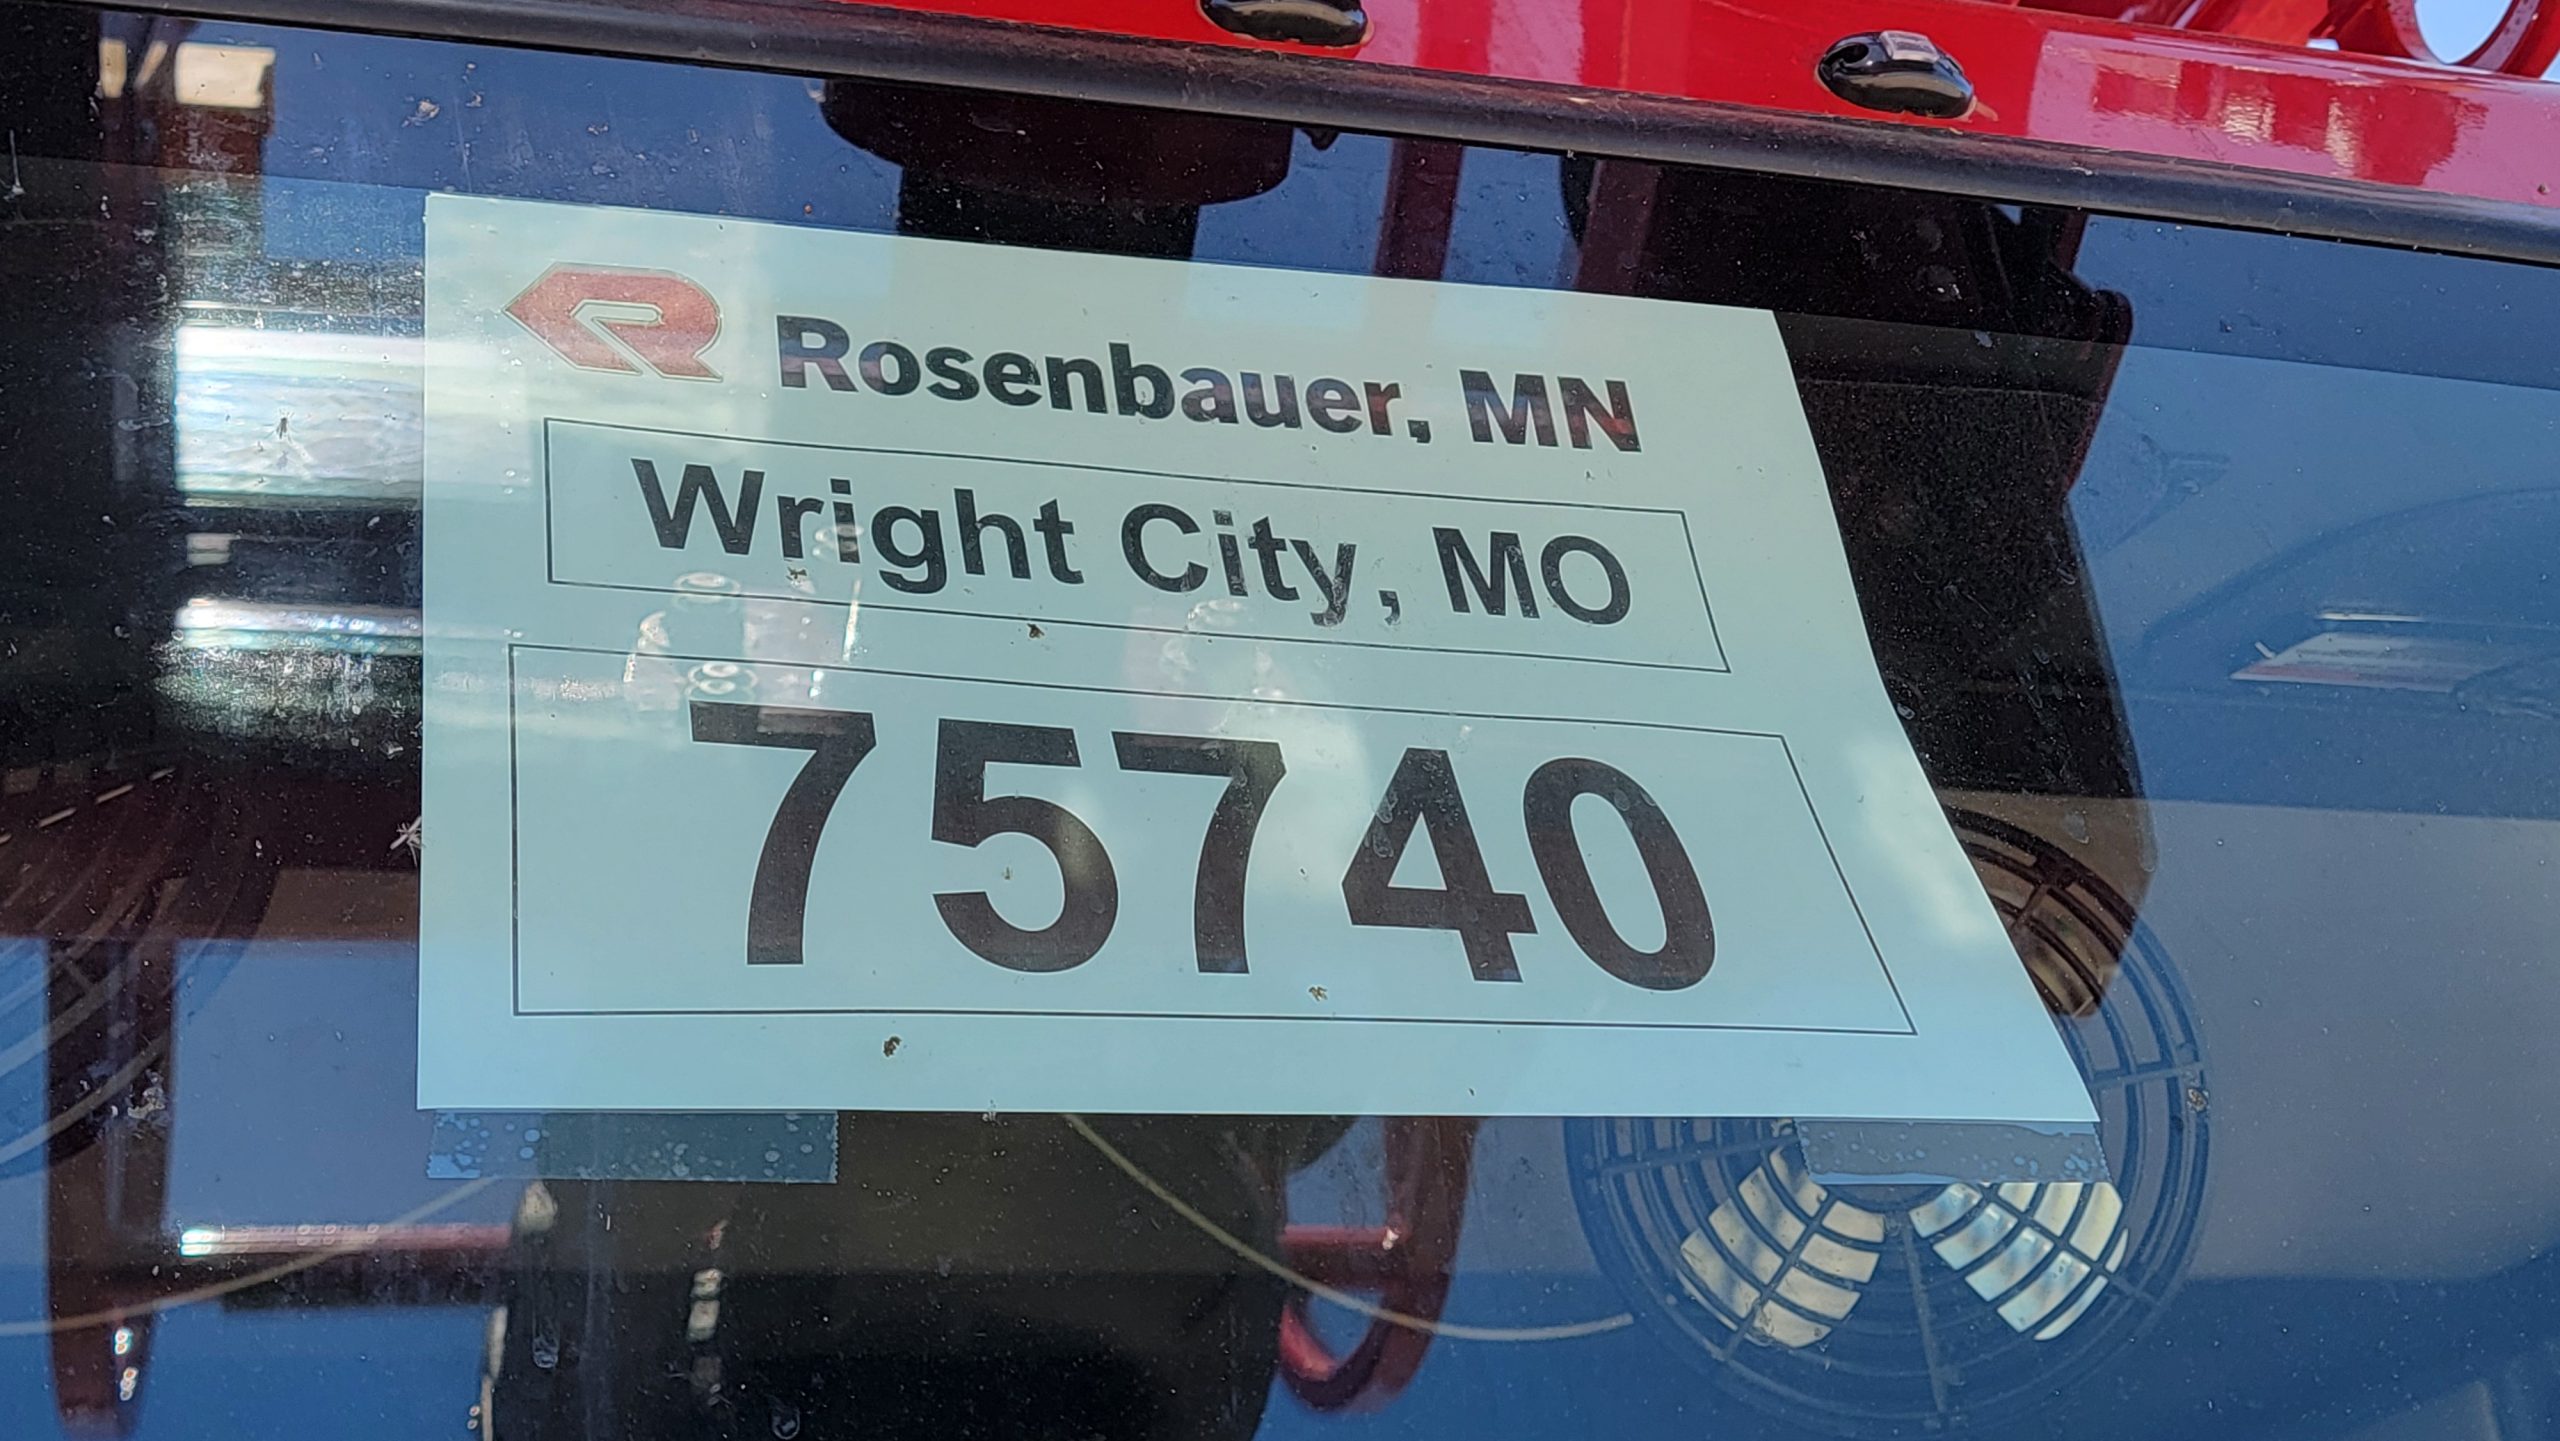 Rosenbauer, MN
Wright City, MO
75740